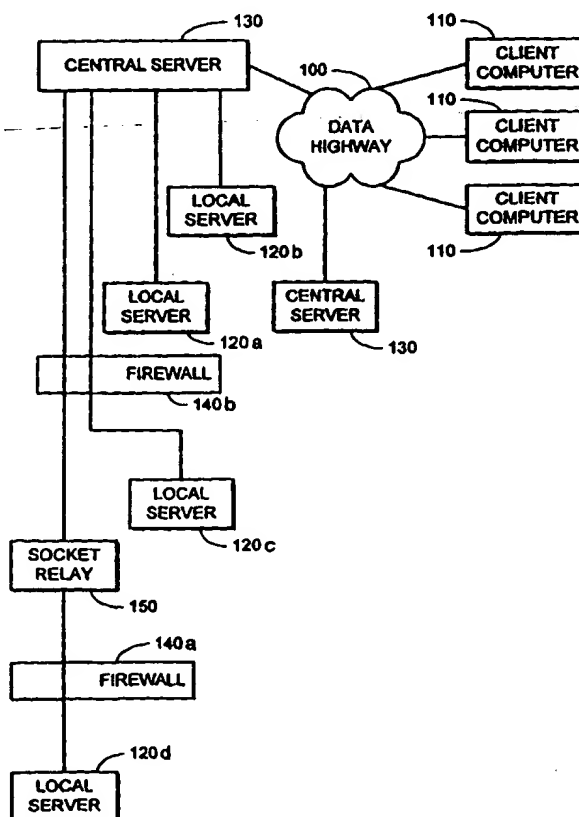 130
CENTRAL SERVER
100
DATA
HIGHWAY
110
CLIENT
COMPUTER
110
CLIENT
COMPUTER
CLIENT
COMPUTER
110
LOCAL
SERVER
120b
LOCAL
SERVER
120a
CENTRAL
SERVER
130
FIREWALL
140b
LOCAL
SERVER
120c
SOCKET
RELAY
150
140a
FIREWALL
120d
LOCAL
SERVER